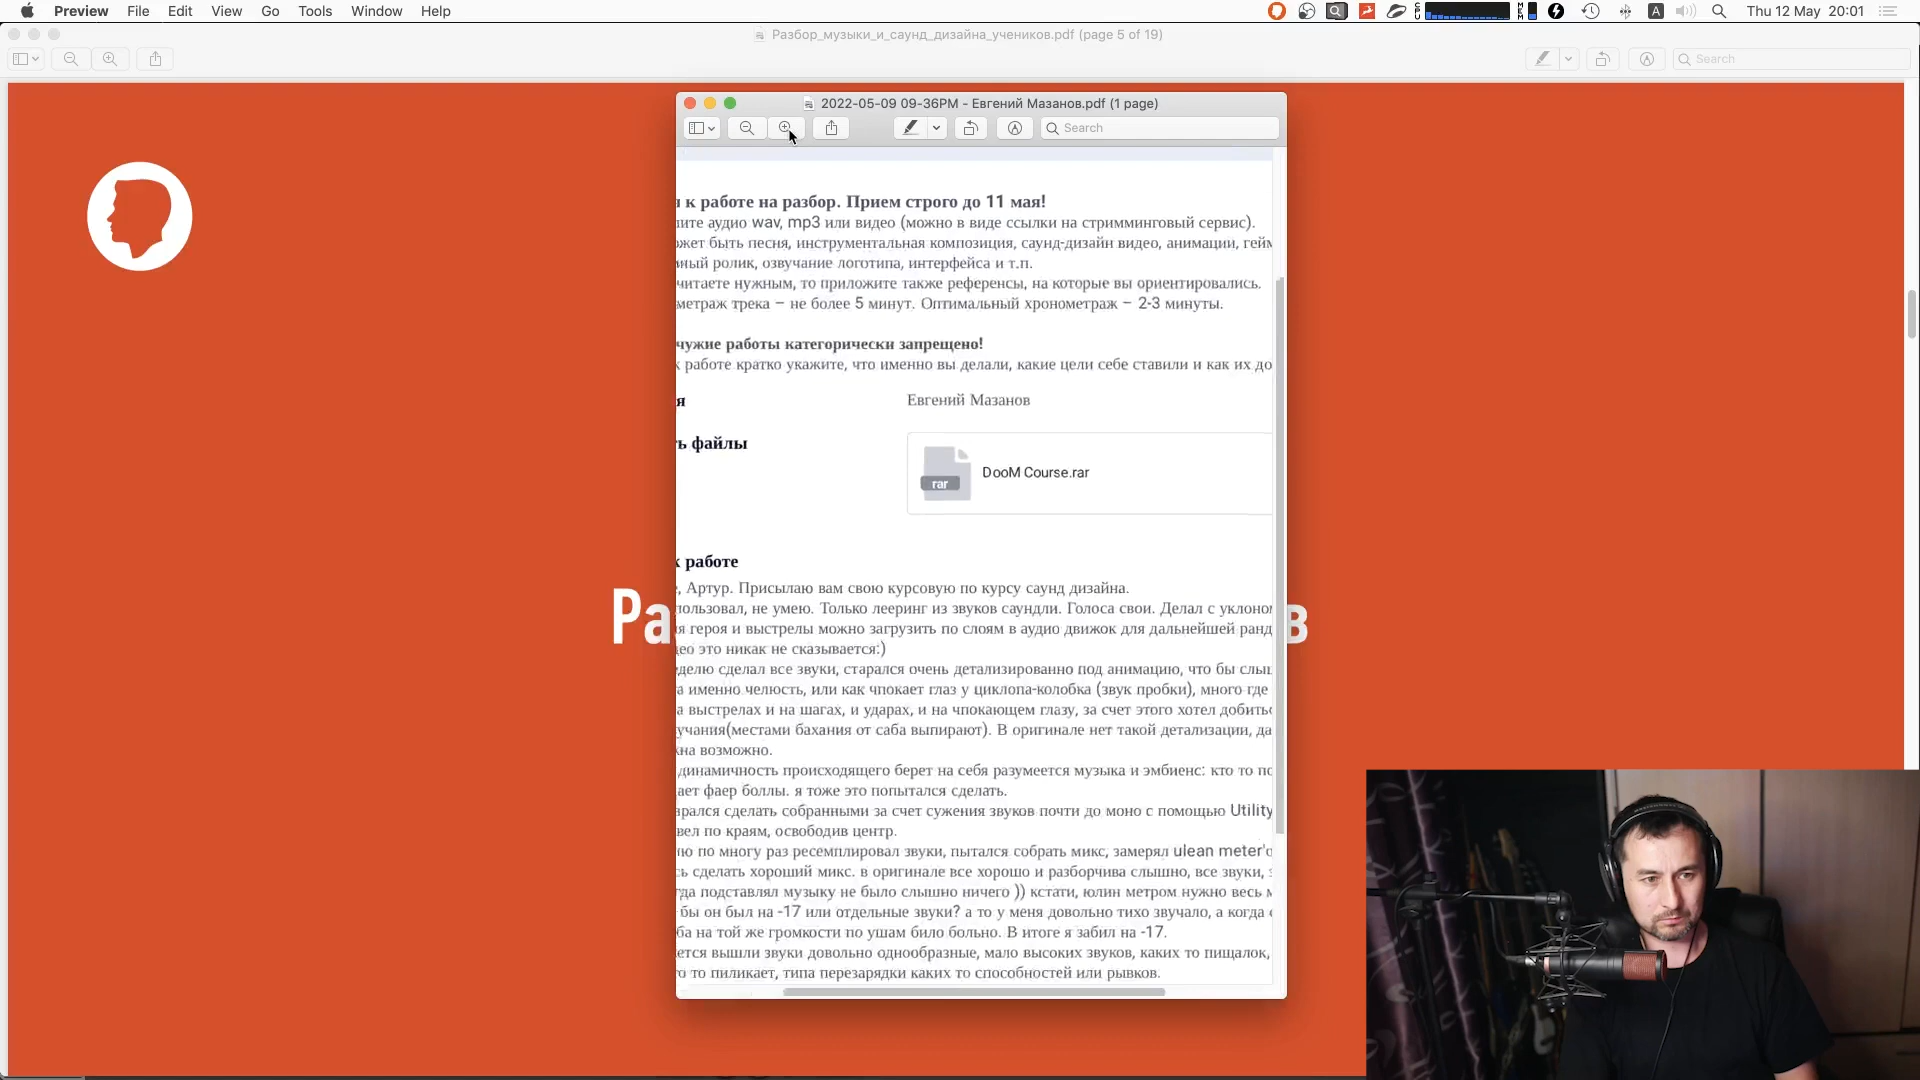 Preview File Edit View Go Tools Window Help
Thu 12 May 20:01
Разбор_музыки_и_саунд_дизайна_учеников.pdf (page 5 of 19)
Search
2022-05-09 09-36PM - Евгений Мазанов.pdf (1 page)
Search
к работе на разбор. Прием строго до 11 мая!
ите аудио wav, mp3 или видео (можно в виде ссылки на стримминговый сервис).
ожет быть песня, инструментальная композиция, саунд-дизайн видео, анимации, гейм
ный ролик, озвучание логотипа, интерфейса и т.п.
читаете нужным, то приложите также референсы, на которые вы ориентировались.
метраж трека – не более 5 минут. Оптимальный хронометраж – 2-3 минуты.
чужие работы категорически запрещено!
к работе кратко укажите, что именно вы делали, какие цели себе ставили и как их до
я
Евгений Мазанов
ь файлы
rar
DooM Course.rar
к работе
, Артур. Присылаю вам свою курсовую по курсу саунд дизайна.
пользовал, не умею. Только лееринг из звуков саундли. Голоса свои. Делал с уклоно
я героя и выстрелы можно загрузить по слоям в аудио движок для дальнейшей ранд
ео это никак не сказывается:)
делю сделал все звуки, старался очень детализированно под анимацию, что бы слыш
а именно челюсть, или как чпокает глаз у циклопа-колобка (звук пробки), много где
а выстрелах и на шагах, и ударах, и на чпокающем глазу, за счет этого хотел добитьс
учания(местами бахания от саба выпирают). В оригинале нет такой детализации, да
на возможно.
динамичность происходящего берет на себя разумеется музыка и эмбиенс: кто то по
ает фаер боллы. я тоже это попытался сделать.
арался сделать собранными за счет сужения звуков почти до моно с помощью Utility
вел по краям, освободив центр.
ю по многу раз ресемплировал звуки, пытался собрать микс, замерял ulean meter'о
ь сделать хороший микс. в оригинале все хорошо и разборчива слышно, все звуки,
гда подставлял музыку не было слышно ничего )) кстати, юлин метром нужно весь м
бы он был на -17 или отдельные звуки? а то у меня довольно тихо звучало, а когда
ба на той же громкости по ушам било больно. В итоге я забил на -17.
ется вышли звуки довольно однообразные, мало высоких звуков, каких то пищалок,
то пиликает, типа перезарядки каких то способностей или рывков.
Ра
в